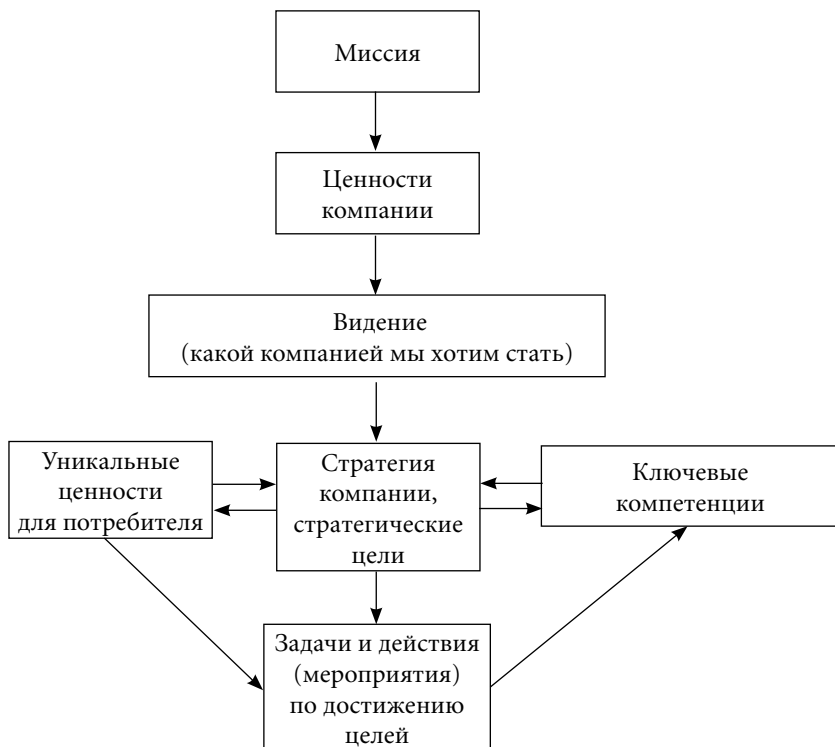 Миссия
Ценности
компании
Видение
(какой компанией мы хотим стать)
Уникальные
ценности
для потребителя
Стратегия
компании,
стратегические
цели
Ключевые
компетенции
Задачи и действия
(мероприятия)
по достижению
целей